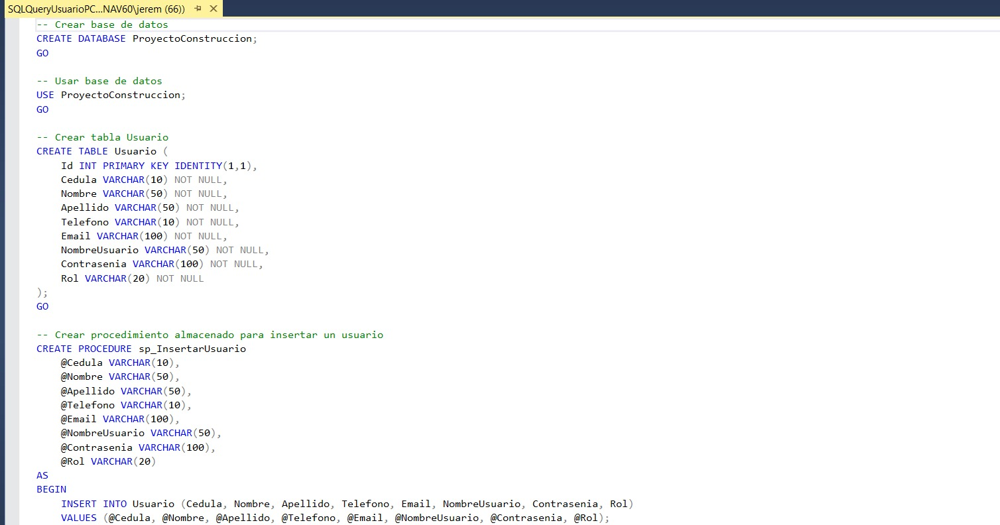 SQLQueryUsuarioPC...NAV60\jerem (66))
-- Crear base de datos
CREATE DATABASE ProyectoConstruccion;
GO
-- Usar base de datos
USE ProyectoConstruccion;
GO
-- Crear tabla Usuario
CREATE TABLE Usuario (
    Id INT PRIMARY KEY IDENTITY(1,1),
    Cedula VARCHAR(10) NOT NULL,
    Nombre VARCHAR(50) NOT NULL,
    Apellido VARCHAR(50) NOT NULL,
    Telefono VARCHAR(10) NOT NULL,
    Email VARCHAR(100) NOT NULL,
    NombreUsuario VARCHAR(50) NOT NULL,
    Contrasenia VARCHAR(100) NOT NULL,
    Rol VARCHAR(20) NOT NULL
);
GO
-- Crear procedimiento almacenado para insertar un usuario
CREATE PROCEDURE sp_InsertarUsuario
    @Cedula VARCHAR(10),
    @Nombre VARCHAR(50),
    @Apellido VARCHAR(50),
    @Telefono VARCHAR(10),
    @Email VARCHAR(100),
    @NombreUsuario VARCHAR(50),
    @Contrasenia VARCHAR(100),
    @Rol VARCHAR(20)
AS
BEGIN
    INSERT INTO Usuario (Cedula, Nombre, Apellido, Telefono, Email, NombreUsuario, Contrasenia, Rol)
    VALUES (@Cedula, @Nombre, @Apellido, @Telefono, @Email, @NombreUsuario, @Contrasenia, @Rol);